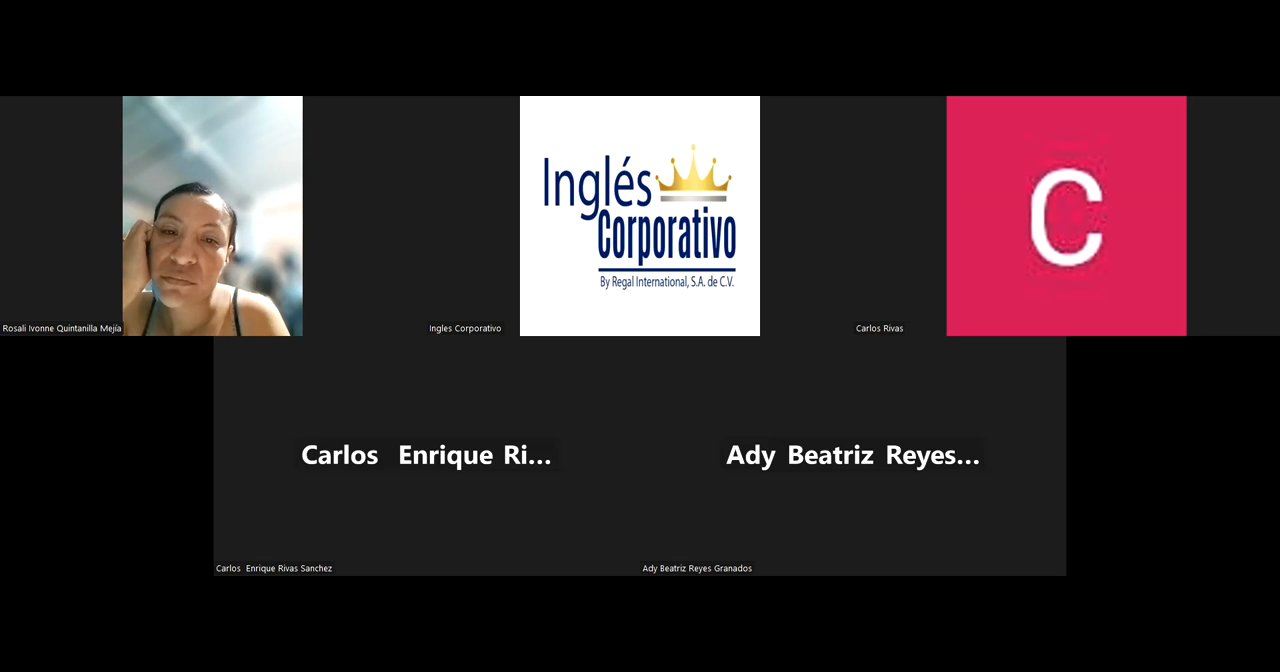 Inglés
Corporativo
By Regal International, S.A. de C.V.
C
Rosali Ivonne Quintanilla Mejía
Ingles Corporativo
Carlos Rivas
Carlos Enrique Ri...
Ady Beatriz Reyes...
Carlos Enrique Rivas Sanchez
Ady Beatriz Reyes Granados